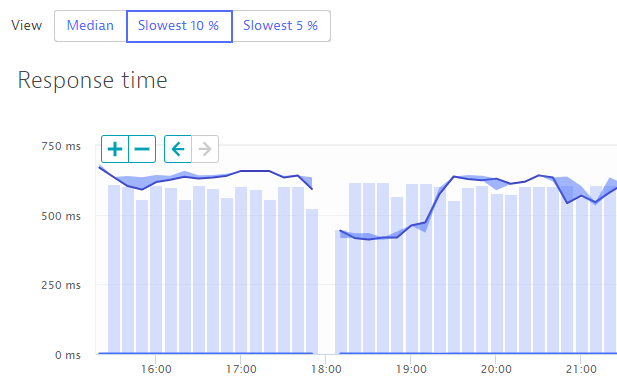 View Median Slowest 10 % Slowest 5 %
Response time
750 ms
500 ms
250 ms
0 ms
16:00 17:00 18:00 19:00 20:00 21:00